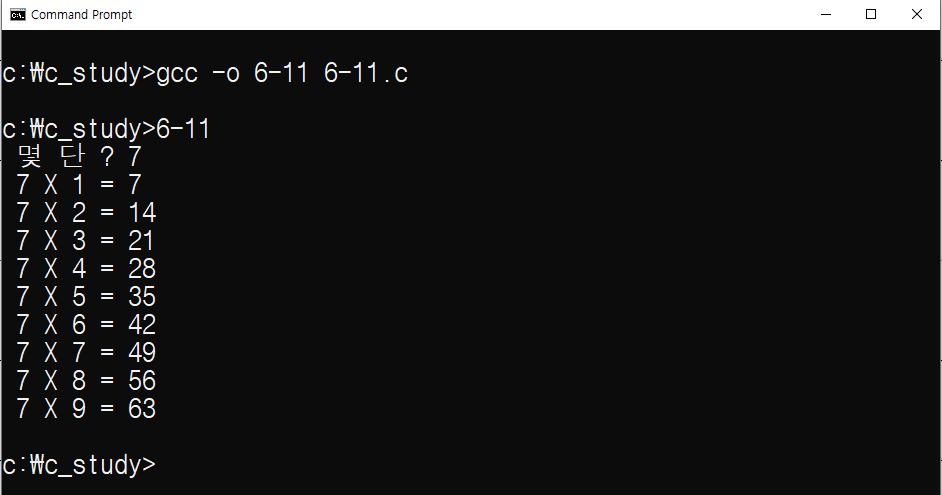 Command Prompt
c:₩c_study>gcc -o 6-11 6-11.c
c:₩c_study>6-11
몇 단 ? 7
7 X 1 = 7
7 X 2 = 14
7 X 3 = 21
7 X 4 = 28
7 X 5 = 35
7 X 6 = 42
7 X 7 = 49
7 X 8 = 56
7 X 9 = 63
c:₩c_study>